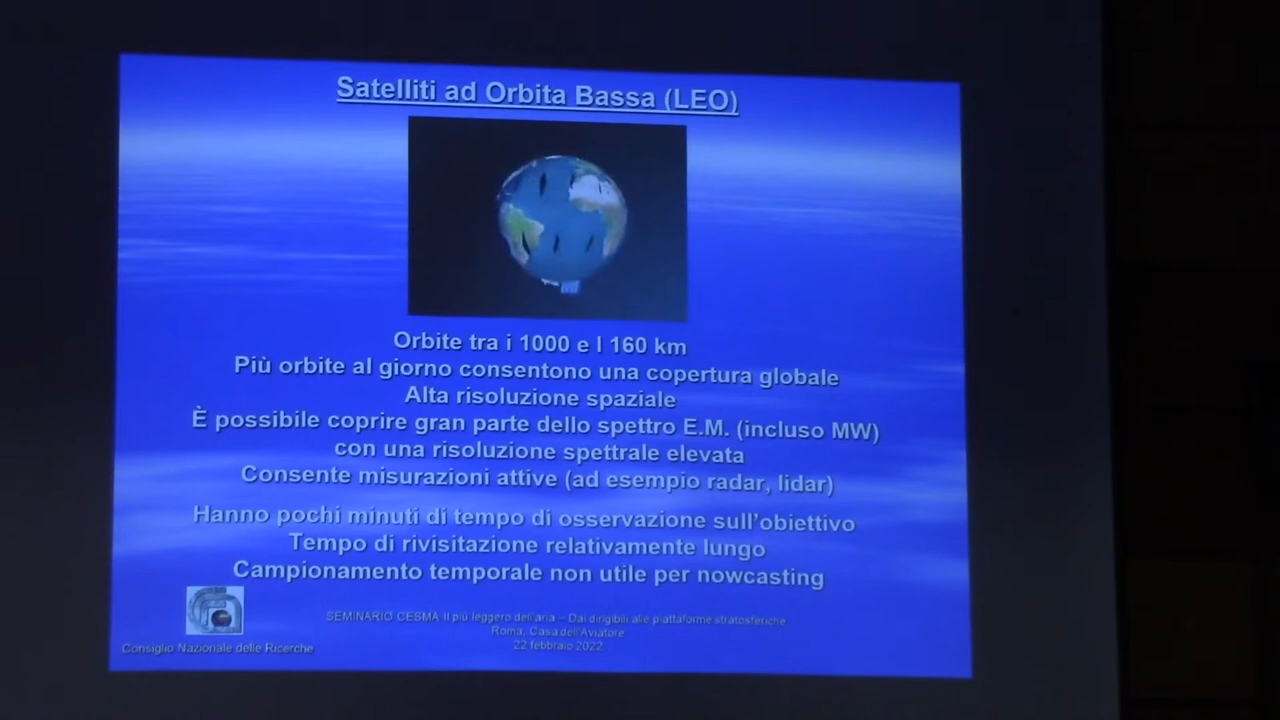 Satelliti ad Orbita Bassa (LEO)
Orbite tra i 1000 e I 160 km
Più orbite al giorno consentono una copertura globale
Alta risoluzione spaziale
È possibile coprire gran parte dello spettro E.M. (incluso MW)
con una risoluzione spettrale elevata
Consente misurazioni attive (ad esempio radar, lidar)
Hanno pochi minuti di tempo di osservazione sull'obiettivo
Tempo di rivisitazione relativamente lungo
Campionamento temporale non utile per nowcasting
SEMINARIO CESMA Il più leggero dell'aria – Dai dirigibili alle piattaforme stratosferiche
Roma, Casa dell'Aviatore
22 febbraio 2022
Consiglio Nazionale delle Ricerche